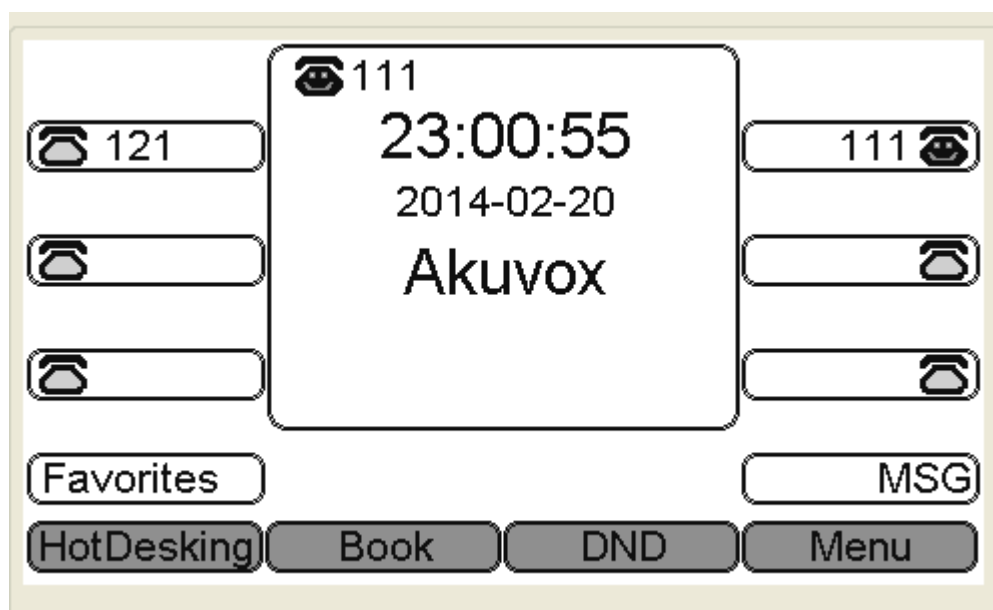 111
23:00:55
121
111
2014-02-20
Akuvox
Favorites
MSG
HotDesking Book DND Menu